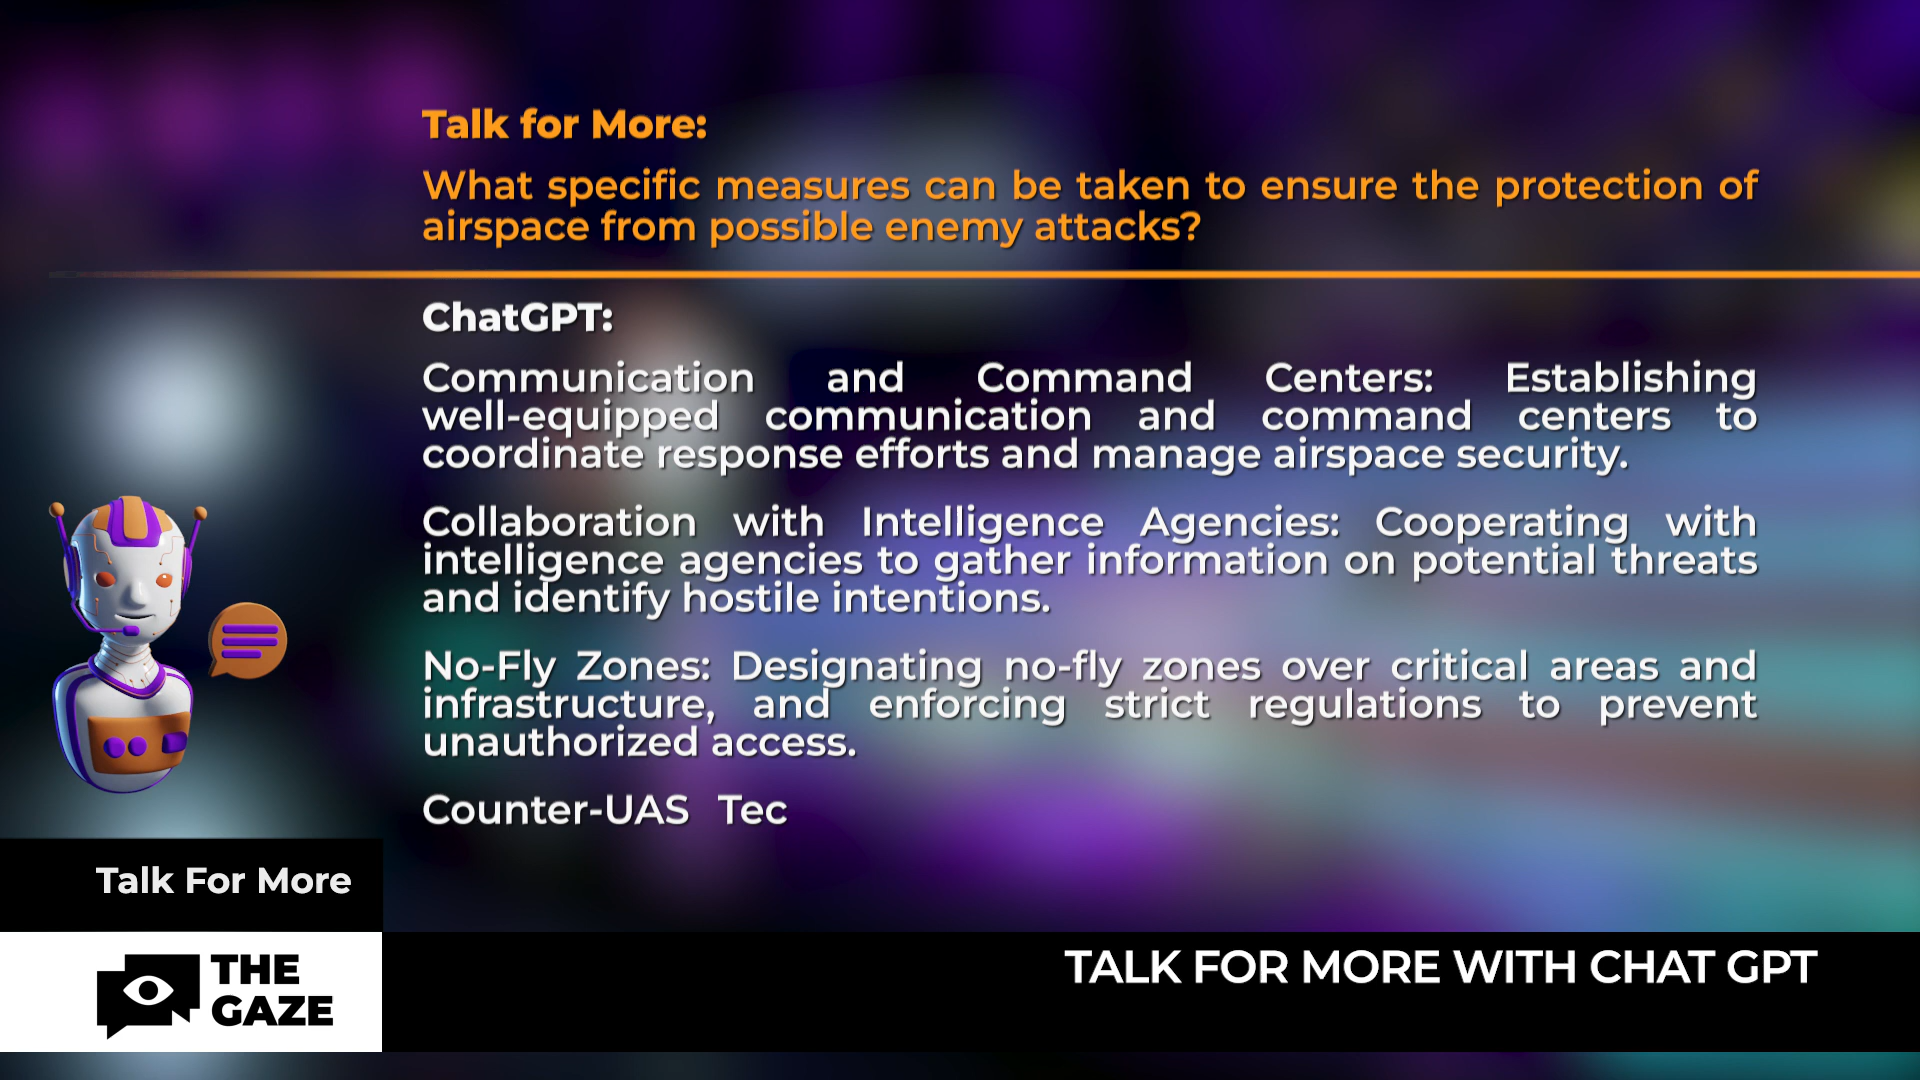 Talk for More:
What specific measures can be taken to ensure the protection of
airspace from possible enemy attacks?
ChatGPT:
Communication and Command Centers: Establishing
well-equipped communication and command centers to
coordinate response efforts and manage airspace security.
Collaboration with Intelligence Agencies: Cooperating with
intelligence agencies to gather information on potential threats
and identify hostile intentions.
No-Fly Zones: Designating no-fly zones over critical areas and
infrastructure, and enforcing strict regulations to prevent
unauthorized access.
Counter-UAS Tec
Talk For More
THE
GAZE
TALK FOR MORE WITH CHAT GPT